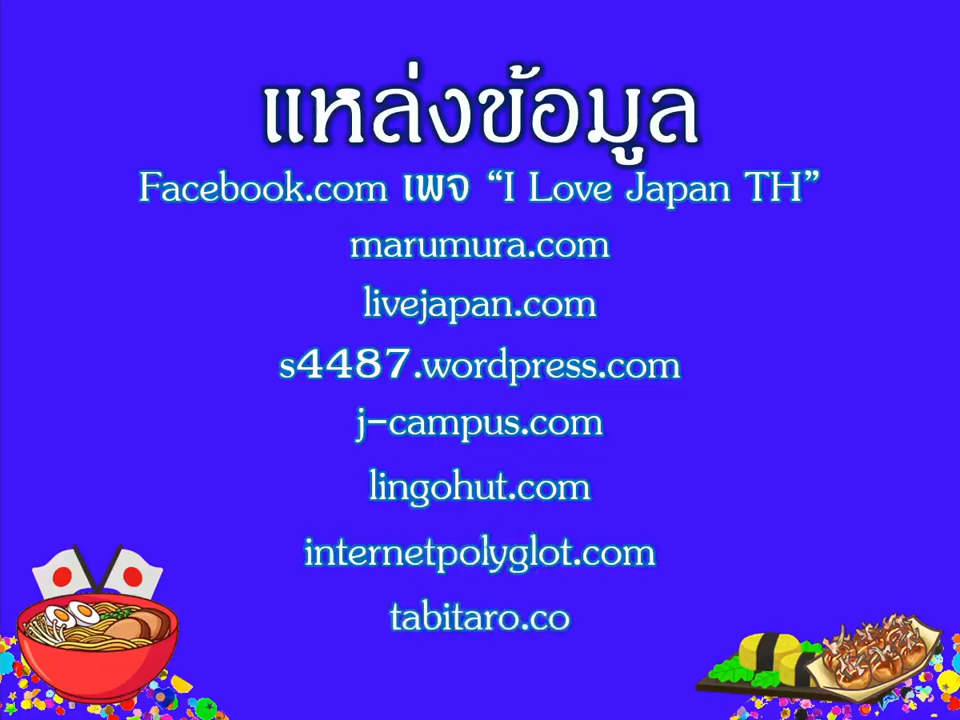 แหล่งข้อมูล
Facebook.com เพจ “I Love Japan TH”
marumura.com
livejapan.com
s4487.wordpress.com
j-campus.com
lingohut.com
internetpolyglot.com
tabitaro.co